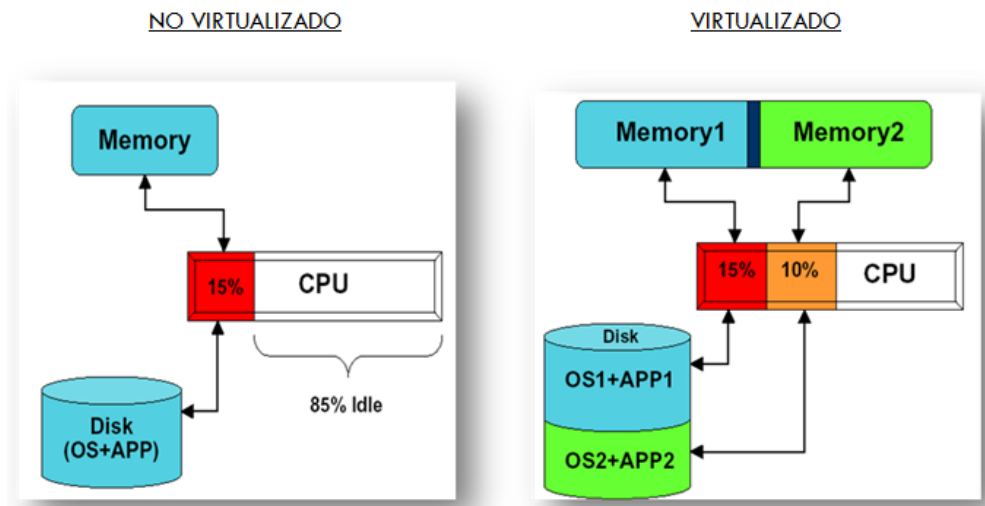 NO VIRTUALIZADO
Memory
15%
CPU
85% Idle
Disk
(OS+APP)
VIRTUALIZADO
Memory1
Memory2
15%
10%
CPU
Disk
OS1+APP1
OS2+APP2